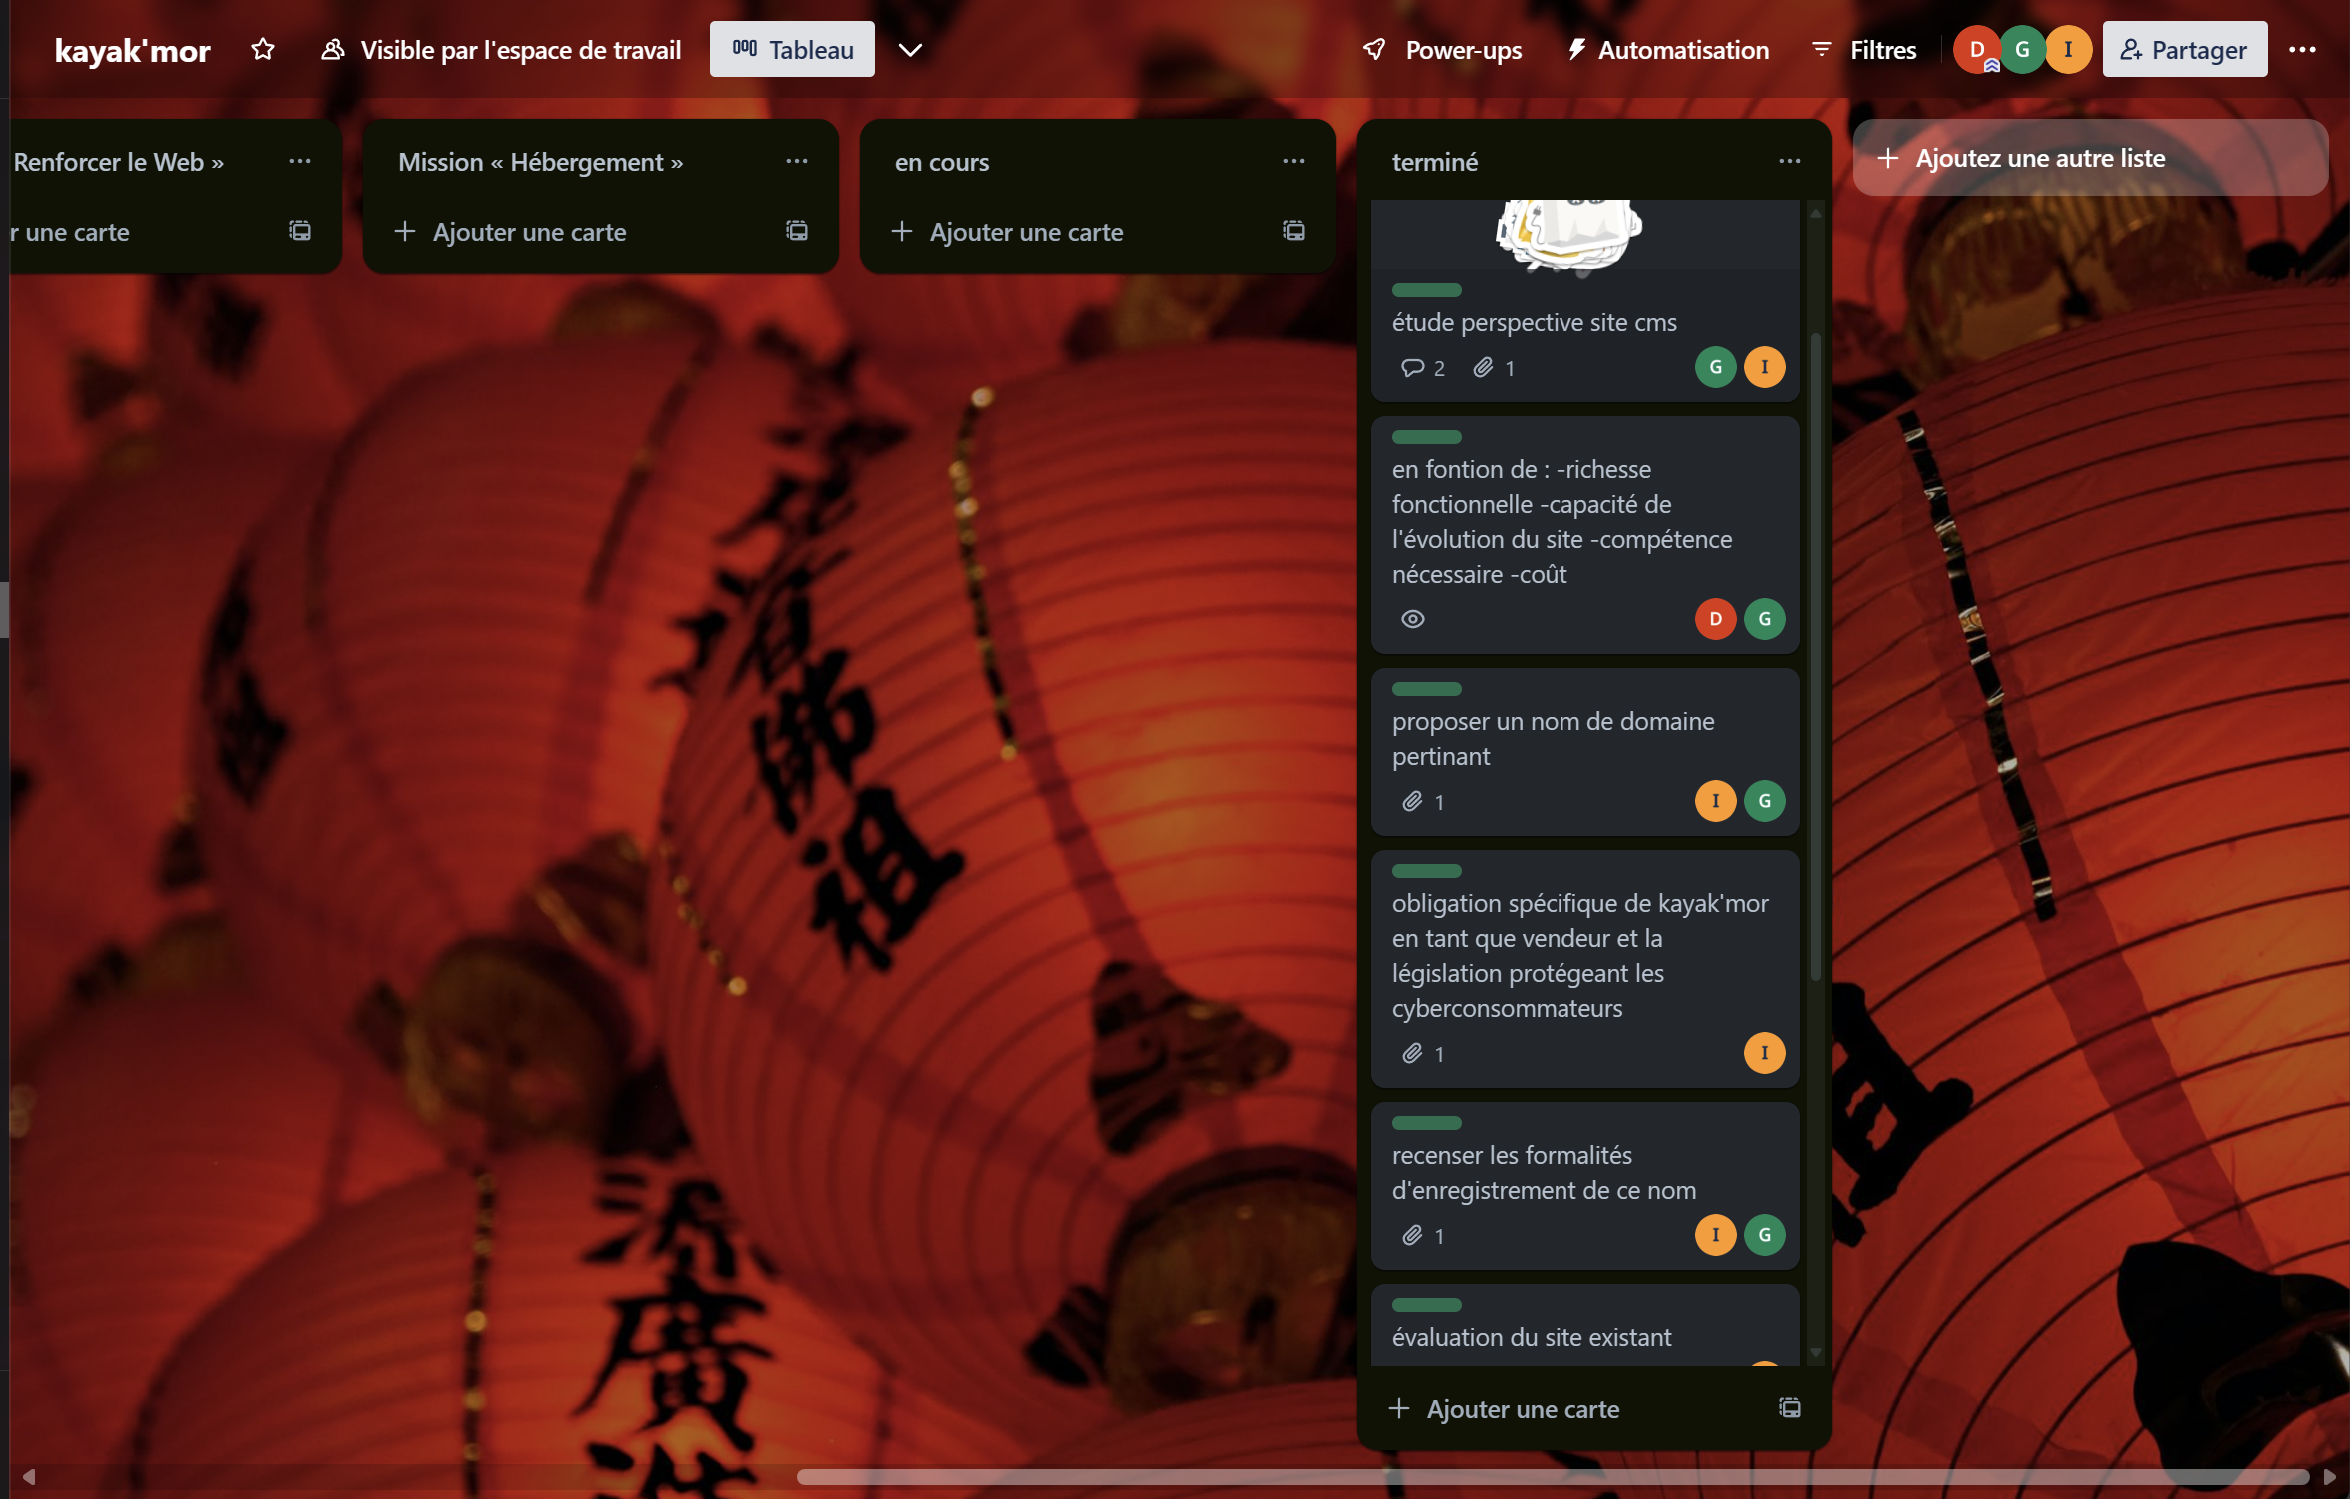 kayak'mor
Visible par l'espace de travail
Tableau
Power-ups
Automatisation
Filtres
D
G
I
Partager
Renforcer le Web »
r une carte
Mission « Hébergement »
Ajouter une carte
en cours
Ajouter une carte
terminé
étude perspective site cms
2
1
G
I
en fontion de : -richesse
fonctionnelle -capacité de
l'évolution du site -compétence
nécessaire -coût
D
G
proposer un nom de domaine
pertinant
1
I
G
obligation spécifique de kayak'mor
en tant que vendeur et la
législation protégeant les
cyberconsommateurs
1
I
recenser les formalités
d'enregistrement de ce nom
1
I
G
évaluation du site existant
Ajouter une carte
Ajoutez une autre liste
佛
祖
廣